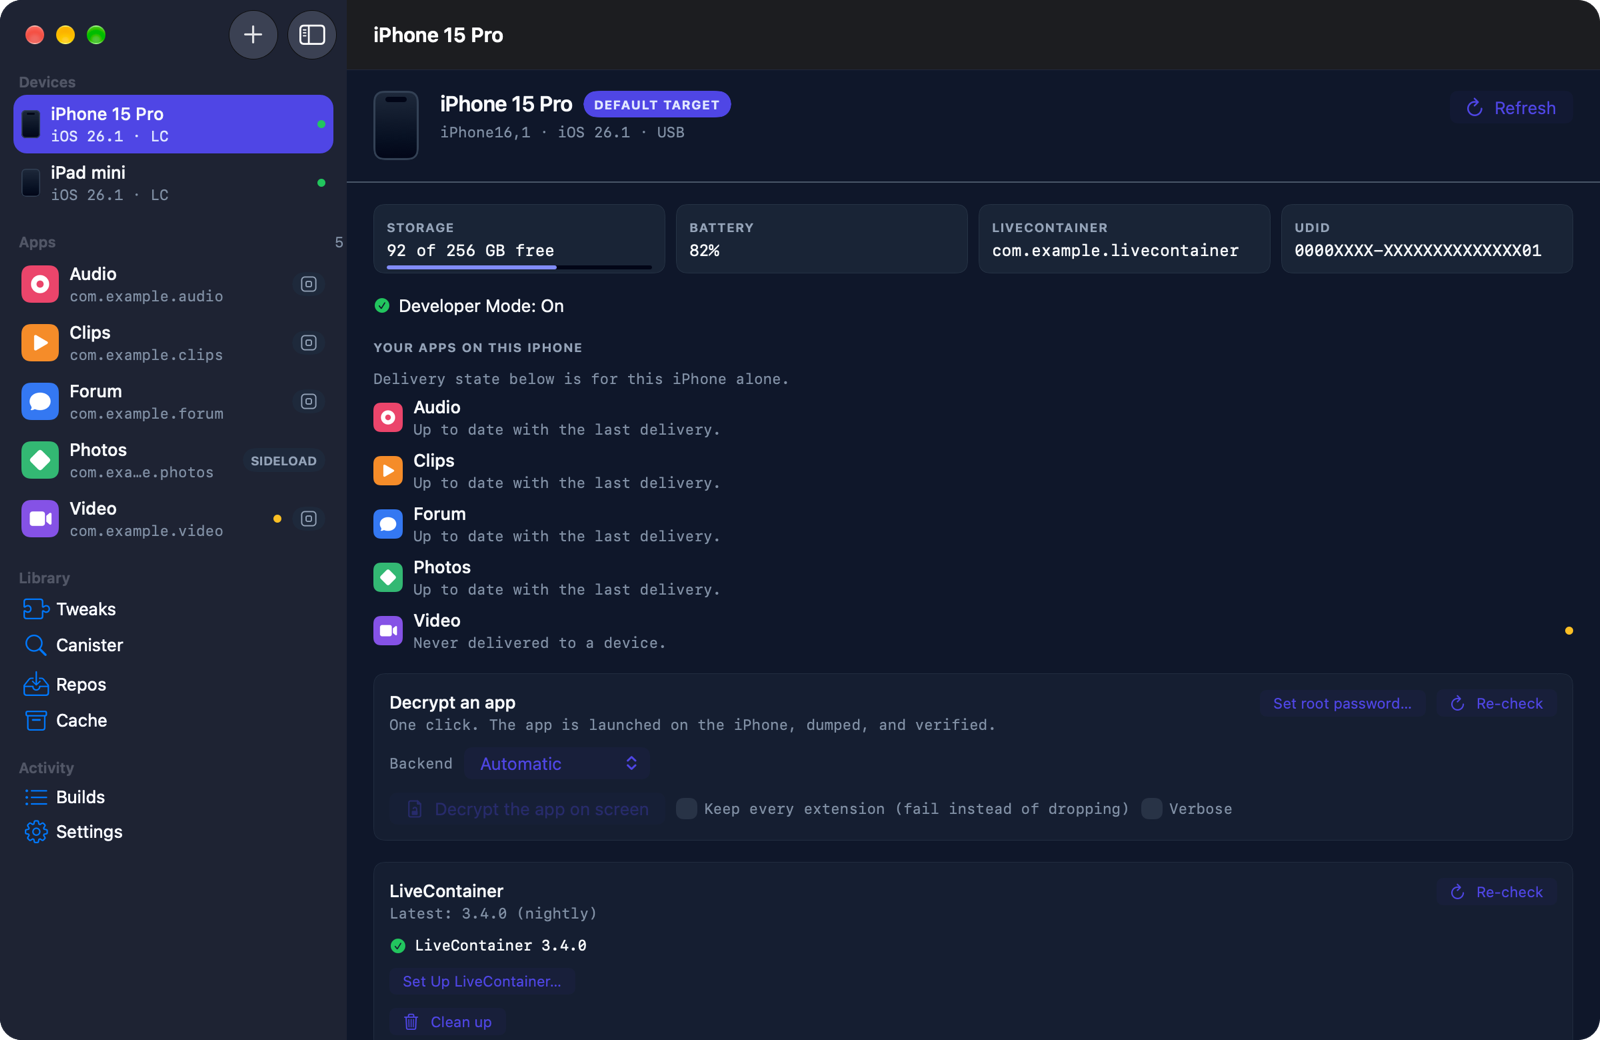 iPhone 15 Pro
Devices
iPhone 15 Pro
iOS 26.1 · LC
iPad mini
iOS 26.1 · LC
Apps 5
Audio
com.example.audio
Clips
com.example.clips
Forum
com.example.forum
Photos
com.exa…e.photos
SIDELOAD
Video
com.example.video
Library
Tweaks
Canister
Repos
Cache
Activity
Builds
Settings
iPhone 15 Pro DEFAULT TARGET
iPhone16,1 · iOS 26.1 · USB
Refresh
STORAGE
92 of 256 GB free
BATTERY
82%
LIVECONTAINER
com.example.livecontainer
UDID
0000XXXX-XXXXXXXXXXXXXX01
Developer Mode: On
YOUR APPS ON THIS IPHONE
Delivery state below is for this iPhone alone.
Audio
Up to date with the last delivery.
Clips
Up to date with the last delivery.
Forum
Up to date with the last delivery.
Photos
Up to date with the last delivery.
Video
Never delivered to a device.
Decrypt an app
One click. The app is launched on the iPhone, dumped, and verified.
Set root password… Re-check
Backend Automatic
Decrypt the app on screen Keep every extension (fail instead of dropping) Verbose
LiveContainer
Latest: 3.4.0 (nightly)
Re-check
LiveContainer 3.4.0
Set Up LiveContainer…
Clean up